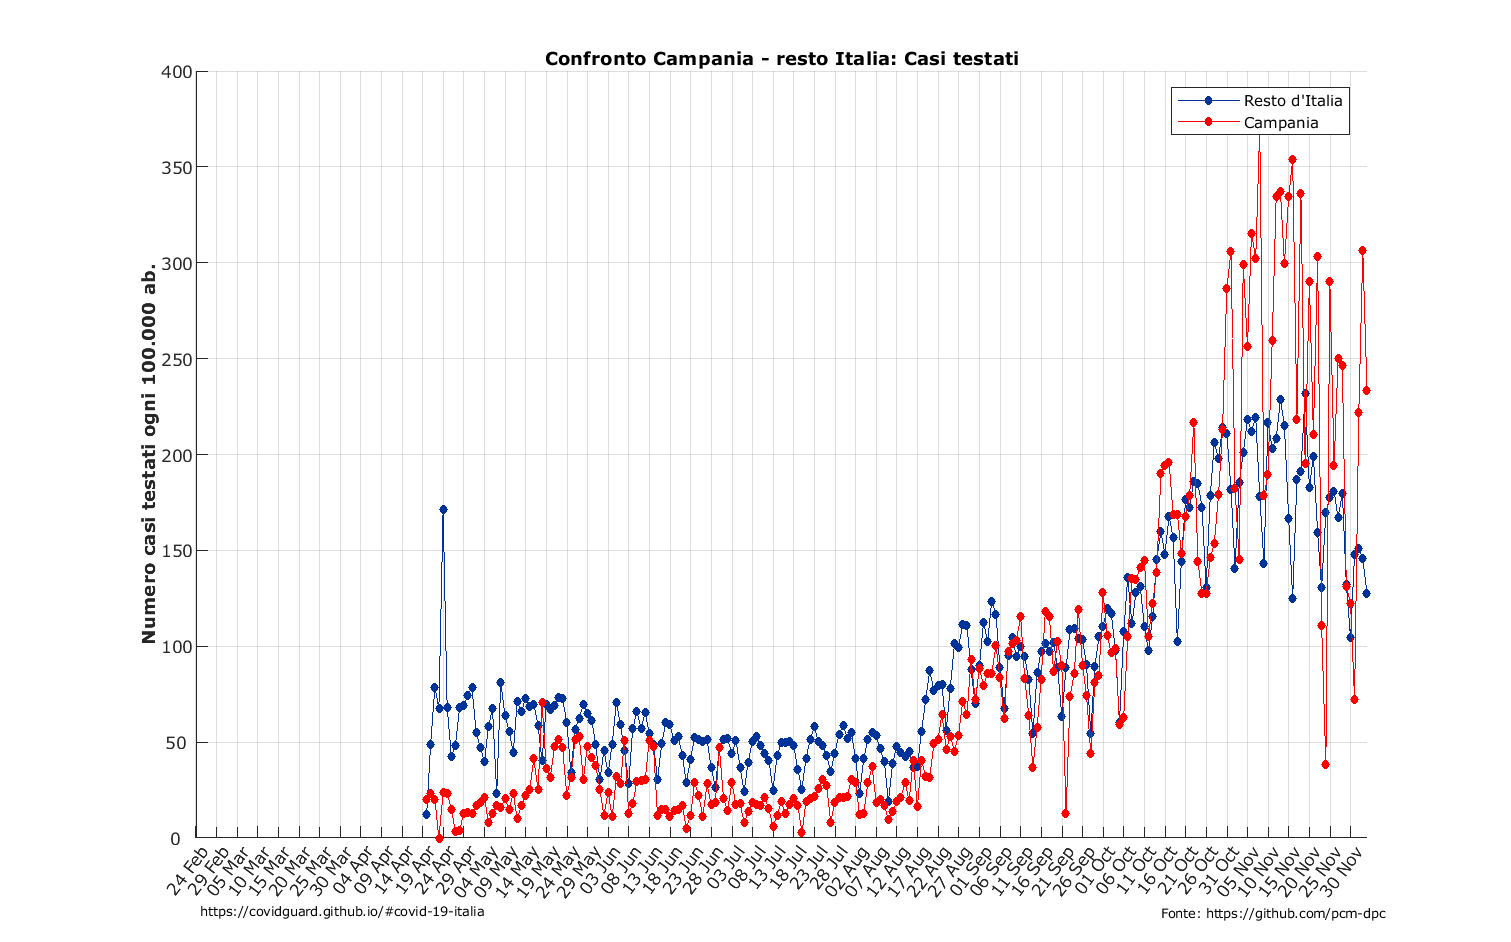 Confronto Campania - resto Italia: Casi testati
Resto d'Italia
Campania
Numero casi testati ogni 100.000 ab.
400
350
300
250
200
150
100
50
0
24 Feb
29 Feb
05 Mar
10 Mar
15 Mar
20 Mar
25 Mar
30 Mar
04 Apr
09 Apr
14 Apr
19 Apr
24 Apr
29 Apr
04 May
09 May
14 May
19 May
24 May
29 May
03 Jun
08 Jun
13 Jun
18 Jun
23 Jun
28 Jun
03 Jul
08 Jul
13 Jul
18 Jul
23 Jul
28 Jul
02 Aug
07 Aug
12 Aug
17 Aug
22 Aug
27 Aug
01 Sep
06 Sep
11 Sep
16 Sep
21 Sep
26 Sep
01 Oct
06 Oct
11 Oct
16 Oct
21 Oct
26 Oct
31 Oct
05 Nov
10 Nov
15 Nov
20 Nov
25 Nov
30 Nov
https://covidguard.github.io/#covid-19-italia
Fonte: https://github.com/pcm-dpc